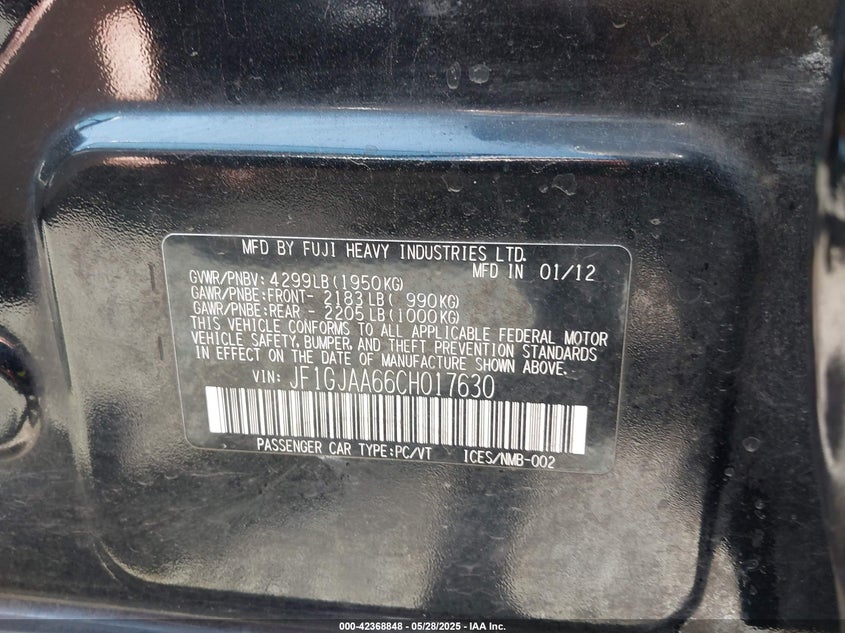 MFD BY FUJI HEAVY INDUSTRIES LTD.
MFD IN 01/12
GVWR/PNBV: 4299LB(1950KG)
GAWR/PNBE:FRONT- 2183LB( 990KG)
GAWR/PNBE:REAR - 2205LB(1000KG)
THIS VEHICLE CONFORMS TO ALL APPLICABLE FEDERAL MOTOR
VEHICLE SAFETY, BUMPER, AND THEFT PREVENTION STANDARDS
IN EFFECT ON THE DATE OF MANUFACTURE SHOWN ABOVE.
VIN: JF1GJAA66CH017630
PASSENGER CAR TYPE:PC/VT ICES/NMB-002
000-42368848 - 05/28/2025 - IAA Inc.